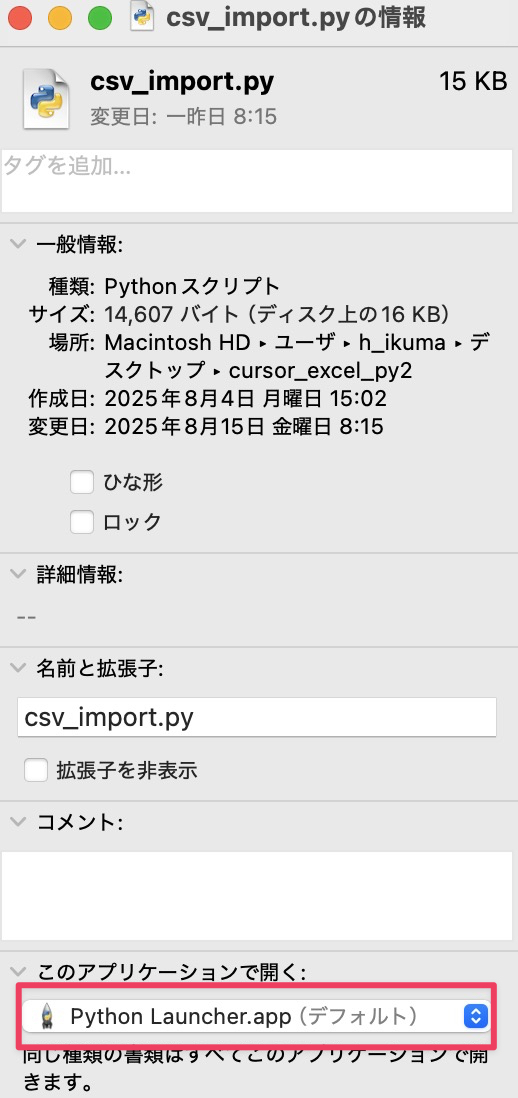 csv_import.pyの情報
csv_import.py 15 KB
変更日: 一昨日 8:15
タグを追加...
一般情報:
種類: Pythonスクリプト
サイズ: 14,607 バイト（ディスク上の16 KB）
場所: Macintosh HD ▸ ユーザ ▸ h_ikuma ▸ デ
スクトップ ▸ cursor_excel_py2
作成日: 2025年8月4日 月曜日 15:02
変更日: 2025年8月15日 金曜日 8:15
ひな形
ロック
詳細情報:
--
名前と拡張子:
csv_import.py
拡張子を非表示
コメント:
このアプリケーションで開く:
Python Launcher.app（デフォルト）
同じ種類の書類はすべてこのアプリケーションで開
きます。